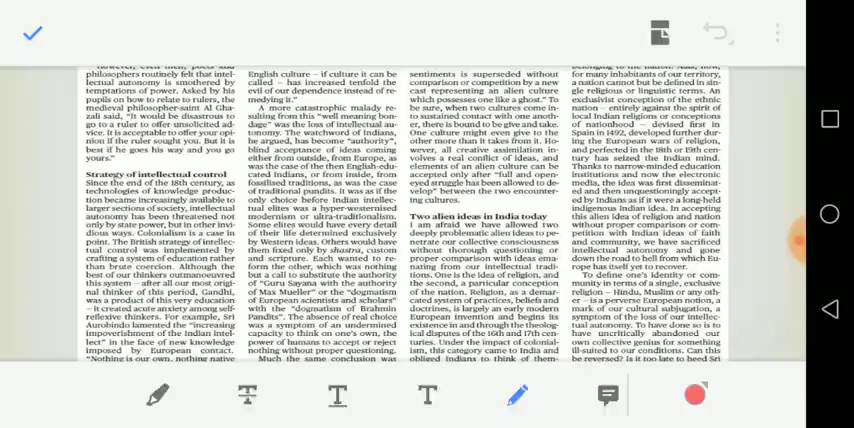 However, even then, poets and
philosophers routinely felt that intel-
lectual autonomy is smothered by
temptations of power. Asked by his
pupils on how to relate to rulers, the
medieval philosopher-saint Al Gha-
zali said, "It would be disastrous to
go to a ruler to offer unsolicited ad-
vice. It is acceptable to offer your opi-
nion if the ruler sought you. But it is
best if he goes his way and you go
yours."
Strategy of intellectual control
Since the end of the 18th century, as
technologies of knowledge produc-
tion became increasingly available to
larger sections of society, intellectual
autonomy has been threatened not
only by state power, but in other invi-
dious ways. Colonialism is a case in
point. The British strategy of intellec-
tual control was implemented by
crafting a system of education rather
than brute coercion. Although the
best of our thinkers outmanoeuvred
this system – after all our most origi-
nal thinker of this period, Gandhi,
was a product of this very education
– it created acute anxiety among self-
reflexive thinkers. For example, Sri
Aurobindo lamented the "increasing
impoverishment of the Indian intel-
lect" in the face of new knowledge
imposed by European contact.
"Nothing is our own, nothing native
English culture – if culture it can be
called – has increased tenfold the
evil of our dependence instead of re-
medying it."
A more catastrophic malady re-
sulting from this "well meaning bon-
dage" was the loss of intellectual au-
tonomy. The watchword of Indians,
he argued, has become "authority",
blind acceptance of ideas coming
either from outside, from Europe, as
was the case of the then English-edu-
cated Indians, or from inside, from
fossilised traditions, as was the case
of traditional pundits. It was as if the
only choice before Indian intellec-
tual elites was a hyper-westernised
modernism or ultra-traditionalism.
Some elites would have every detail
of their life determined exclusively
by Western ideas. Others would have
them fixed only by shastra, custom
and scripture. Each wanted to re-
form the other, which was nothing
but a call to substitute the authority
of "Guru Sayana with the authority
of Max Mueller" or the "dogmatism
of European scientists and scholars"
with the "dogmatism of Brahmin
Pandits". The absence of real choice
was a symptom of an undermined
capacity to think on one's own, the
power of humans to accept or reject
nothing without proper questioning.
Much the same conclusion was
sentiments is superseded without
comparison or competition by a new
cast representing an alien culture
which possesses one like a ghost." To
be sure, when two cultures come in-
to sustained contact with one anoth-
er, there is bound to be give and take.
One culture might even give to the
other more than it takes from it. Ho-
wever, all creative assimilation in-
volves a real conflict of ideas, and
elements of an alien culture can be
accepted only after "full and open-
eyed struggle has been allowed to de-
velop" between the two encounter-
ing cultures.
Two alien ideas in India today
I am afraid we have allowed two
deeply problematic alien ideas to pe-
netrate our collective consciousness
without thorough questioning or
proper comparison with ideas ema-
nating from our intellectual tradi-
tions. One is the idea of religion, and
the second, a particular conception
of the nation. Religion, as a demar-
cated system of practices, beliefs and
doctrines, is largely an early modern
European invention and begins its
existence in and through the theolog-
ical disputes of the 16th and 17th cen-
turies. Under the impact of colonial-
ism, this category came to India and
obliged Indians to think of them-
belonging to the nation. Alas, now,
for many inhabitants of our territory,
a nation cannot but be defined in sin-
gle religious or linguistic terms. An
exclusivist conception of the ethnic
nation – entirely against the spirit of
local Indian religions or conceptions
of nationhood – devised first in
Spain in 1492, developed further dur-
ing the European wars of religion,
and perfected in the 18th or 19th cen-
tury has seized the Indian mind.
Thanks to narrow-minded education
institutions and now the electronic
media, the idea was first disseminat-
ed and then unquestioningly accept-
ed by Indians as if it were a long-held
indigenous Indian idea. In accepting
this alien idea of religion and nation
without proper comparison or com-
petition with Indian ideas of faith
and community, we have sacrificed
intellectual autonomy and gone
down the road to hell from which Eu-
rope has itself yet to recover.
To define one's identity or com-
munity in terms of a single, exclusive
religion – Hindu, Muslim or any oth-
er – is a perverse European notion, a
mark of our cultural subjugation, a
symptom of the loss of our intellec-
tual autonomy. To have done so is to
have uncritically abandoned our
own collective genius for something
ill-suited to our conditions. Can this
be reversed? Is it too late to heed Sri